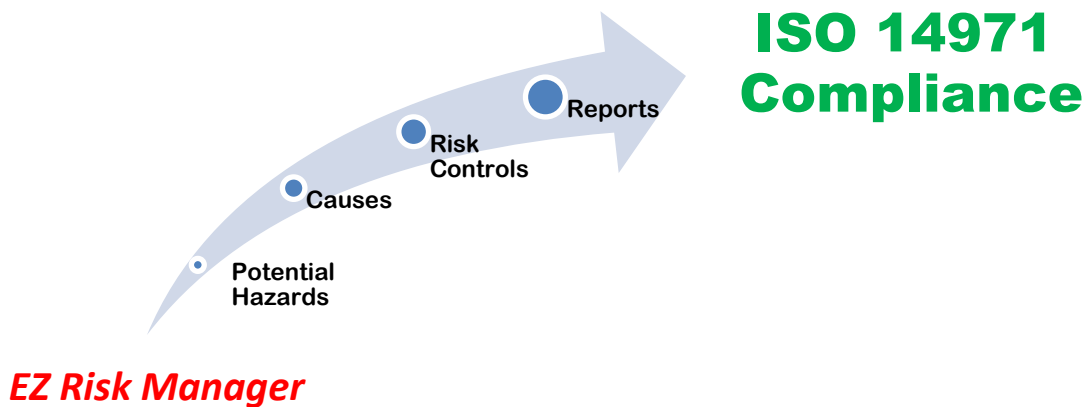 ISO 14971
Compliance
Reports
Risk
Controls
Causes
Potential
Hazards
EZ Risk Manager